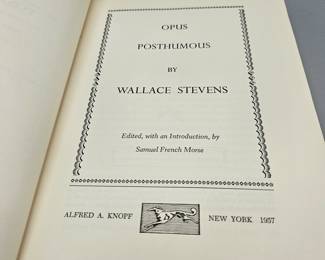 OPUS
POSTHUMOUS
BY
WALLACE STEVENS
Edited, with an Introduction, by
Samuel French Morse
ALFRED A. KNOPF NEW YORK 1957